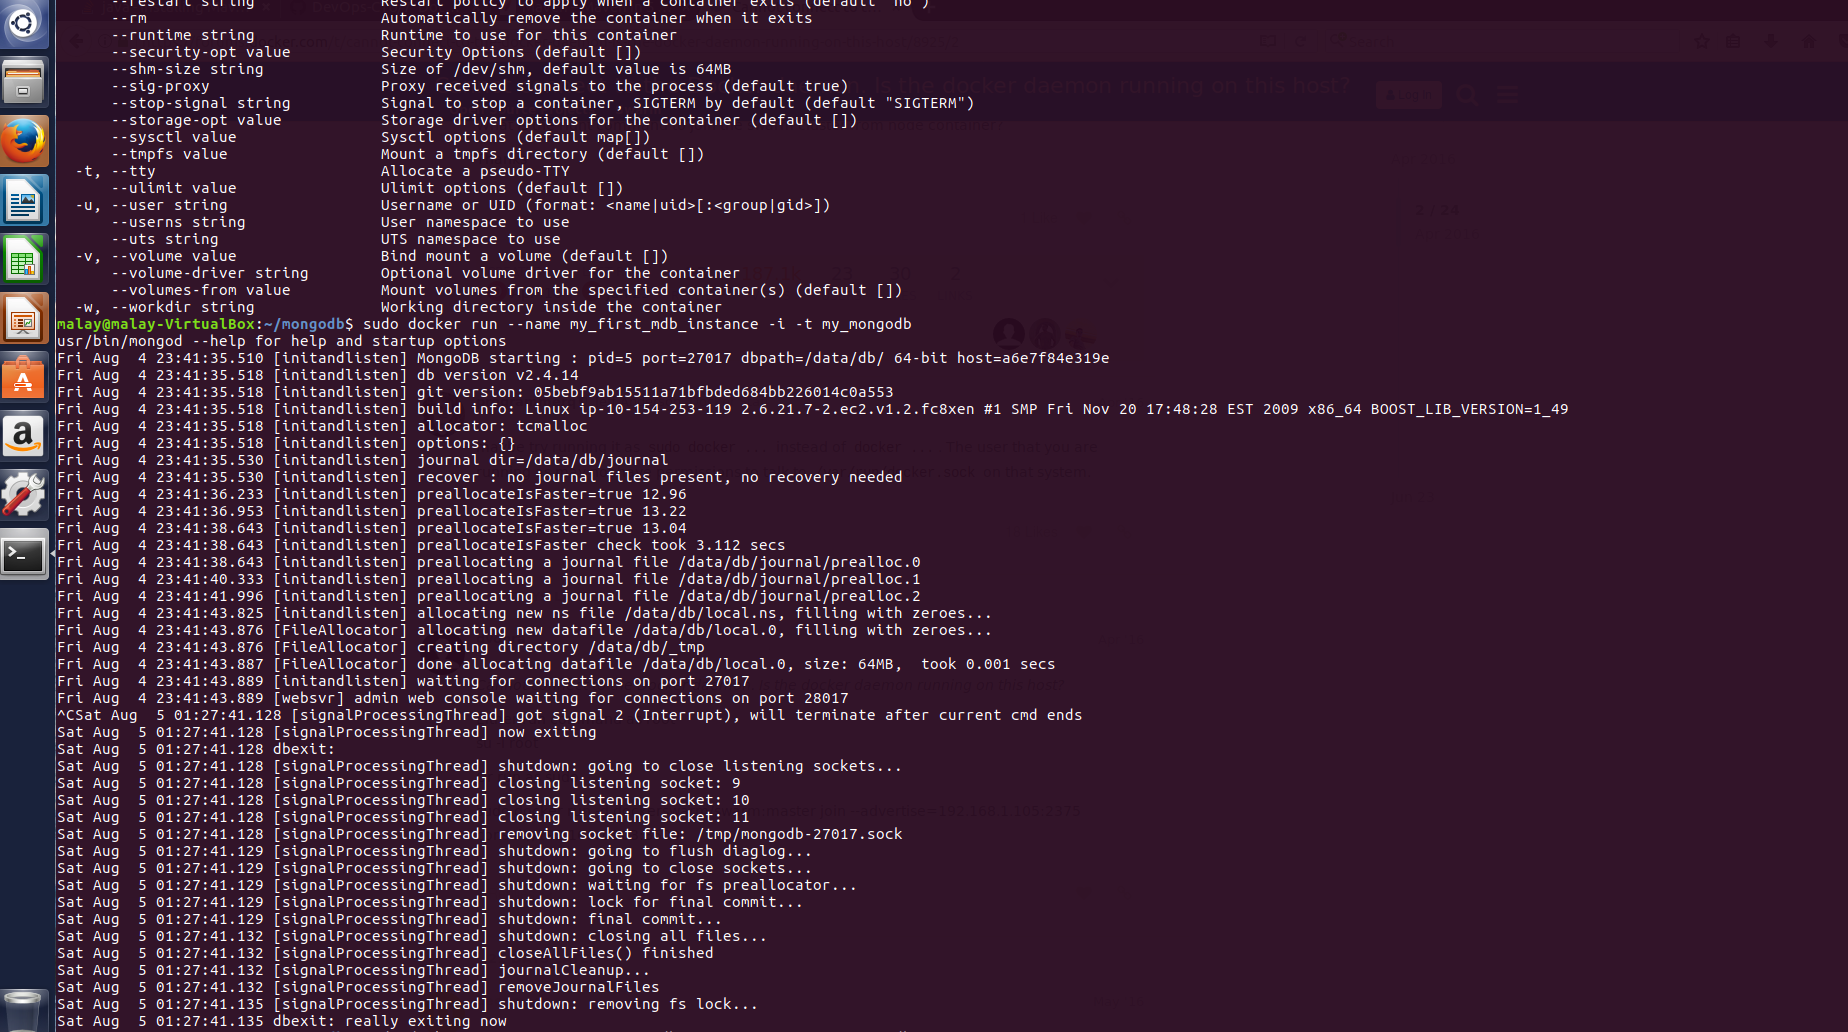 --restart string              Restart policy to apply when a container exits (default "no")
--rm                          Automatically remove the container when it exits
--runtime string              Runtime to use for this container
--security-opt value          Security Options (default [])
--shm-size string             Size of /dev/shm, default value is 64MB
--sig-proxy                   Proxy received signals to the process (default true)
--stop-signal string          Signal to stop a container, SIGTERM by default (default "SIGTERM")
--storage-opt value           Storage driver options for the container (default [])
--sysctl value                Sysctl options (default map[])
--tmpfs value                 Mount a tmpfs directory (default [])
-t, --tty                         Allocate a pseudo-TTY
--ulimit value                Ulimit options (default [])
-u, --user string                 Username or UID (format: <name|uid>[:<group|gid>])
--userns string               User namespace to use
--uts string                  UTS namespace to use
-v, --volume value                Bind mount a volume (default [])
--volume-driver string        Optional volume driver for the container
--volumes-from value          Mount volumes from the specified container(s) (default [])
-w, --workdir string              Working directory inside the container
malay@malay-VirtualBox:~/mongodb$ sudo docker run --name my_first_mdb_instance -i -t my_mongodb
usr/bin/mongod --help for help and startup options
Fri Aug  4 23:41:35.510 [initandlisten] MongoDB starting : pid=5 port=27017 dbpath=/data/db/ 64-bit host=a6e7f84e319e
Fri Aug  4 23:41:35.518 [initandlisten] db version v2.4.14
Fri Aug  4 23:41:35.518 [initandlisten] git version: 05bebf9ab15511a71bfbded684bb226014c0a553
Fri Aug  4 23:41:35.518 [initandlisten] build info: Linux ip-10-154-253-119 2.6.21.7-2.ec2.v1.2.fc8xen #1 SMP Fri Nov 20 17:48:28 EST 2009 x86_64 BOOST_LIB_VERSION=1_49
Fri Aug  4 23:41:35.518 [initandlisten] allocator: tcmalloc
Fri Aug  4 23:41:35.518 [initandlisten] options: {}
Fri Aug  4 23:41:35.530 [initandlisten] journal dir=/data/db/journal
Fri Aug  4 23:41:35.530 [initandlisten] recover : no journal files present, no recovery needed
Fri Aug  4 23:41:36.233 [initandlisten] preallocateIsFaster=true 12.96
Fri Aug  4 23:41:36.953 [initandlisten] preallocateIsFaster=true 13.22
Fri Aug  4 23:41:38.643 [initandlisten] preallocateIsFaster=true 13.04
Fri Aug  4 23:41:38.643 [initandlisten] preallocateIsFaster check took 3.112 secs
Fri Aug  4 23:41:38.643 [initandlisten] preallocating a journal file /data/db/journal/prealloc.0
Fri Aug  4 23:41:40.333 [initandlisten] preallocating a journal file /data/db/journal/prealloc.1
Fri Aug  4 23:41:41.996 [initandlisten] preallocating a journal file /data/db/journal/prealloc.2
Fri Aug  4 23:41:43.825 [initandlisten] allocating new ns file /data/db/local.ns, filling with zeroes...
Fri Aug  4 23:41:43.876 [FileAllocator] allocating new datafile /data/db/local.0, filling with zeroes...
Fri Aug  4 23:41:43.876 [FileAllocator] creating directory /data/db/_tmp
Fri Aug  4 23:41:43.887 [FileAllocator] done allocating datafile /data/db/local.0, size: 64MB,  took 0.001 secs
Fri Aug  4 23:41:43.889 [initandlisten] waiting for connections on port 27017
Fri Aug  4 23:41:43.889 [websvr] admin web console waiting for connections on port 28017
^CSat Aug  5 01:27:41.128 [signalProcessingThread] got signal 2 (Interrupt), will terminate after current cmd ends
Sat Aug  5 01:27:41.128 [signalProcessingThread] now exiting
Sat Aug  5 01:27:41.128 dbexit:
Sat Aug  5 01:27:41.128 [signalProcessingThread] shutdown: going to close listening sockets...
Sat Aug  5 01:27:41.128 [signalProcessingThread] closing listening socket: 9
Sat Aug  5 01:27:41.128 [signalProcessingThread] closing listening socket: 10
Sat Aug  5 01:27:41.128 [signalProcessingThread] closing listening socket: 11
Sat Aug  5 01:27:41.128 [signalProcessingThread] removing socket file: /tmp/mongodb-27017.sock
Sat Aug  5 01:27:41.129 [signalProcessingThread] shutdown: going to flush diaglog...
Sat Aug  5 01:27:41.129 [signalProcessingThread] shutdown: going to close sockets...
Sat Aug  5 01:27:41.129 [signalProcessingThread] shutdown: waiting for fs preallocator...
Sat Aug  5 01:27:41.129 [signalProcessingThread] shutdown: lock for final commit...
Sat Aug  5 01:27:41.129 [signalProcessingThread] shutdown: final commit...
Sat Aug  5 01:27:41.132 [signalProcessingThread] shutdown: closing all files...
Sat Aug  5 01:27:41.132 [signalProcessingThread] closeAllFiles() finished
Sat Aug  5 01:27:41.132 [signalProcessingThread] journalCleanup...
Sat Aug  5 01:27:41.132 [signalProcessingThread] removeJournalFiles
Sat Aug  5 01:27:41.135 [signalProcessingThread] shutdown: removing fs lock...
Sat Aug  5 01:27:41.135 dbexit: really exiting now